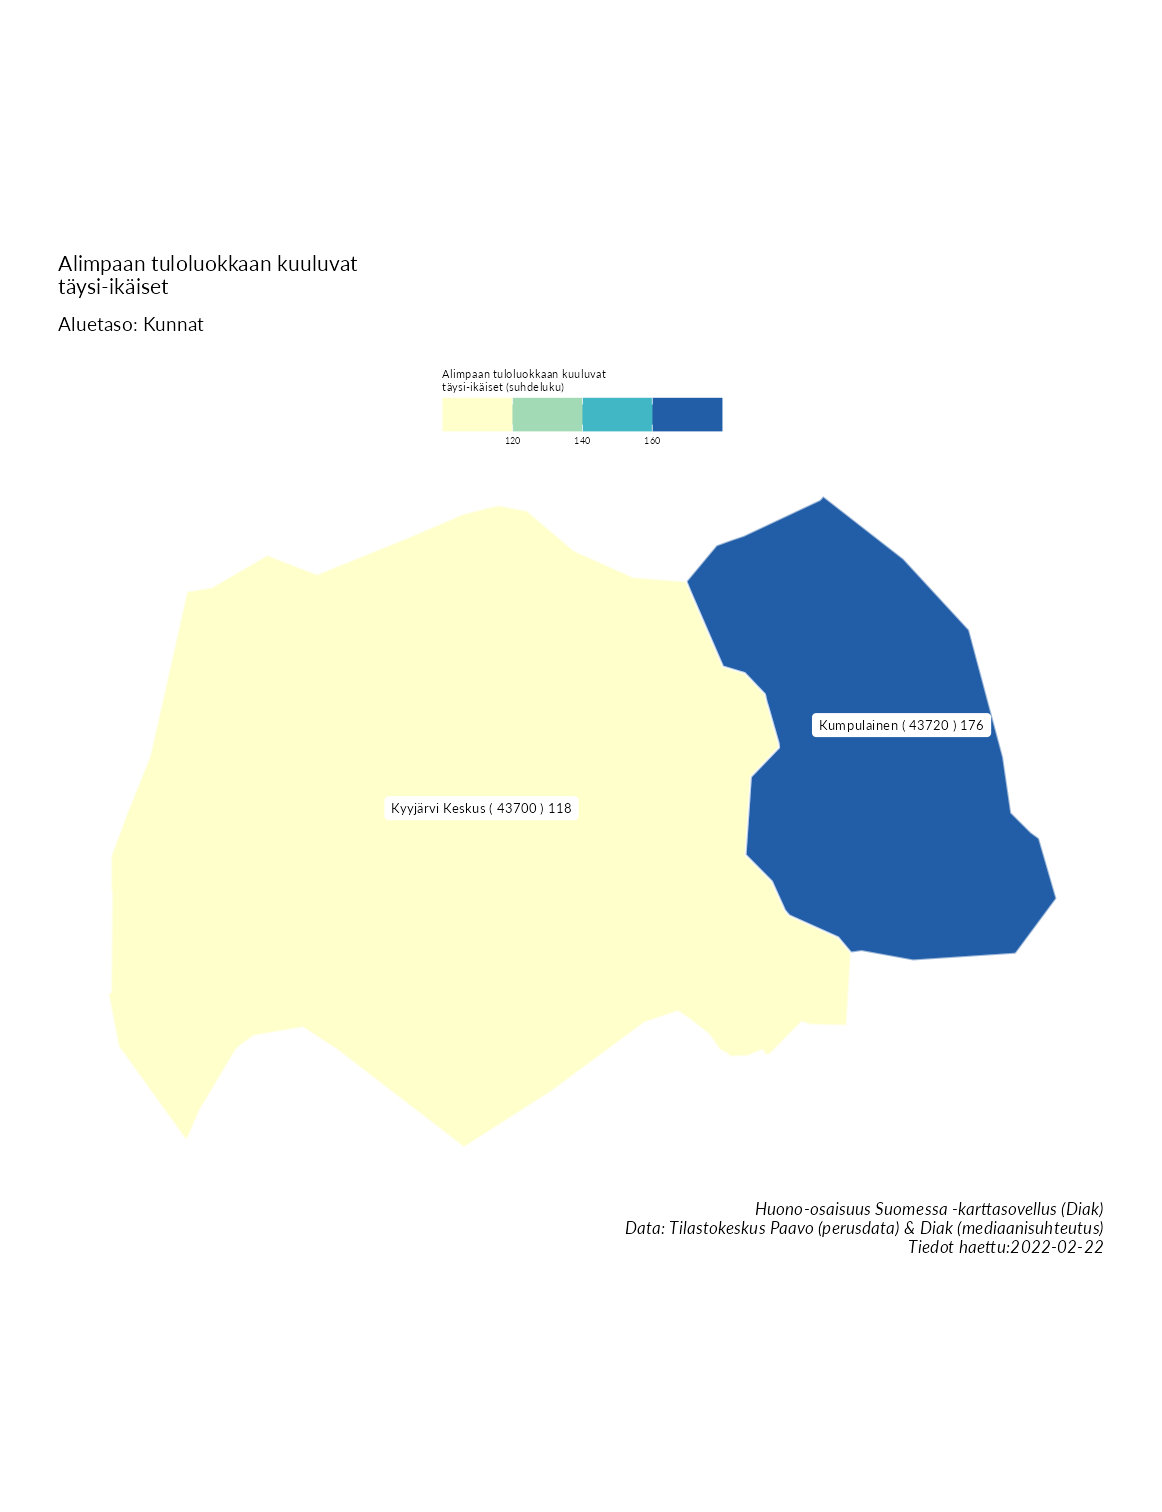 Alimpaan tuloluokkaan kuuluvat
täysi-ikäiset
Aluetaso: Kunnat
Alimpaan tuloluokkaan kuuluvat
täysi-ikäiset (suhdeluku)
120 140 160
Kumpulainen ( 43720 ) 176
Kyyjärvi Keskus ( 43700 ) 118
Huono-osaisuus Suomessa -karttasovellus (Diak)
Data: Tilastokeskus Paavo (perusdata) & Diak (mediaanisuhteutus)
Tiedot haettu:2022-02-22